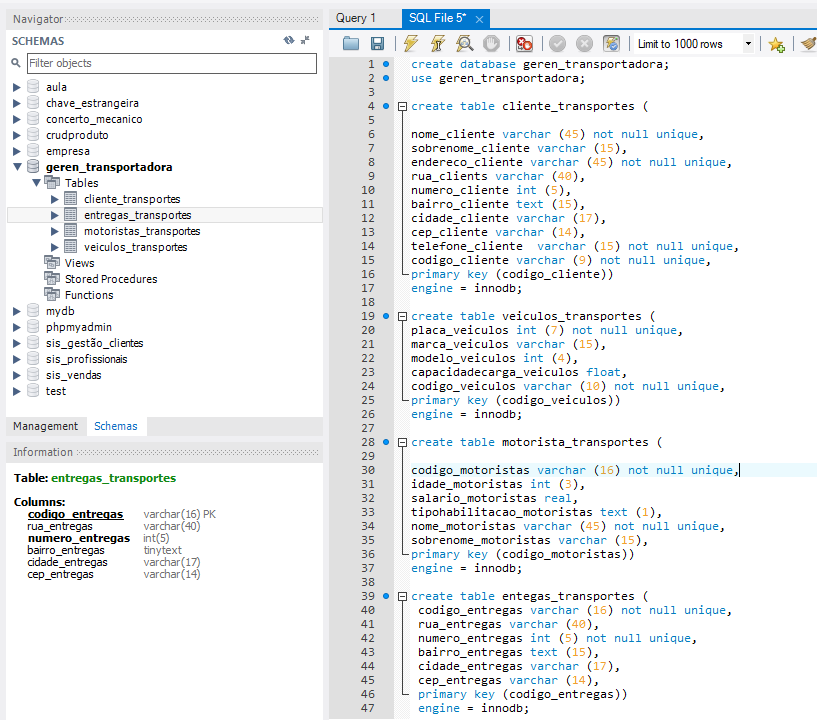 Navigator
SCHEMAS
Filter objects
aula
chave_estrangeira
concerto_mecanico
crudproduto
empresa
geren_transportadora
Tables
cliente_transportes
entregas_transportes
motoristas_transportes
veiculos_transportes
Views
Stored Procedures
Functions
mydb
phpmyadmin
sis_gestão_clientes
sis_profissionais
sis_vendas
test
Management Schemas
Information
Table: entregas_transportes
Columns:
codigo_entregas varchar(16) PK
rua_entregas varchar(40)
numero_entregas int(5)
bairro_entregas tinytext
cidade_entregas varchar(17)
cep_entregas varchar(14)
Query 1 SQL File 5*
Limit to 1000 rows
1 create database geren_transportadora;
2 use geren_transportadora;
3
4 create table cliente_transportes (
5
6 nome_cliente varchar (45) not null unique,
7 sobrenome_cliente varchar (15),
8 endereco_cliente varchar (45) not null unique,
9 rua_clients varchar (40),
10 numero_cliente int (5),
11 bairro_cliente text (15),
12 cidade_cliente varchar (17),
13 cep_cliente varchar (14),
14 telefone_cliente  varchar (15) not null unique,
15 codigo_cliente varchar (9) not null unique,
16 primary key (codigo_cliente))
17 engine = innodb;
18
19 create table veiculos_transportes (
20 placa_veiculos int (7) not null unique,
21 marca_veiculos varchar (15),
22 modelo_veiculos int (4),
23 capacidadecarga_veiculos float,
24 codigo_veiculos varchar (10) not null unique,
25 primary key (codigo_veiculos))
26 engine = innodb;
27
28 create table motorista_transportes (
29
30 codigo_motoristas varchar (16) not null unique,
31 idade_motoristas int (3),
32 salario_motoristas real,
33 tipohabilitacao_motoristas text (1),
34 nome_motoristas varchar (45) not null unique,
35 sobrenome_motoristas varchar (15),
36 primary key (codigo_motoristas))
37 engine = innodb;
38
39 create table entegas_transportes (
40 codigo_entregas varchar (16) not null unique,
41 rua_entregas varchar (40),
42 numero_entregas int (5) not null unique,
43 bairro_entregas text (15),
44 cidade_entregas varchar (17),
45 cep_entregas varchar (14),
46 primary key (codigo_entregas))
47 engine = innodb;